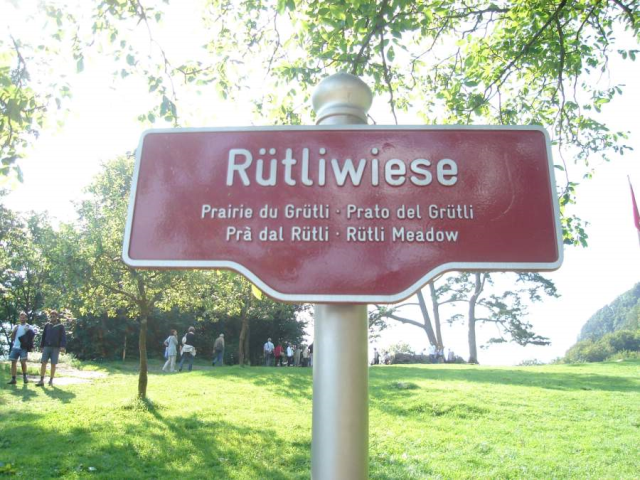 Rütliwiese
Prairie du Grütli · Prato del Grütli
Prà dal Rütli · Rütli Meadow